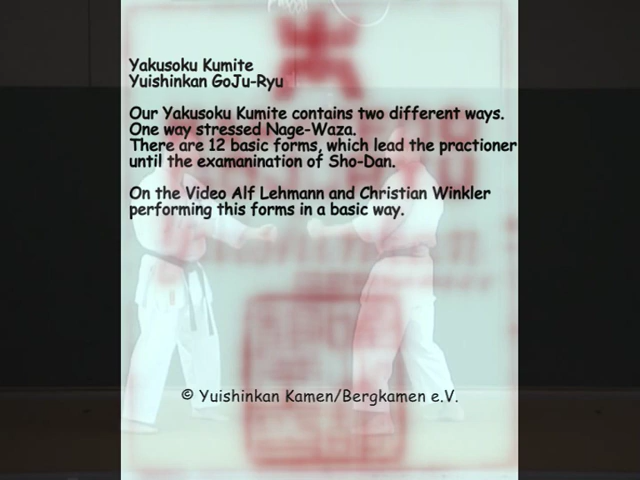 Yakusoku Kumite
Yuishinkan GoJu-Ryu
Our Yakusoku Kumite contains two different ways.
One way stressed Nage-Waza.
There are 12 basic forms, which lead the practioner
until the examanination of Sho-Dan.
On the Video Alf Lehmann and Christian Winkler
performing this forms in a basic way.
© Yuishinkan Kamen/Bergkamen e.V.